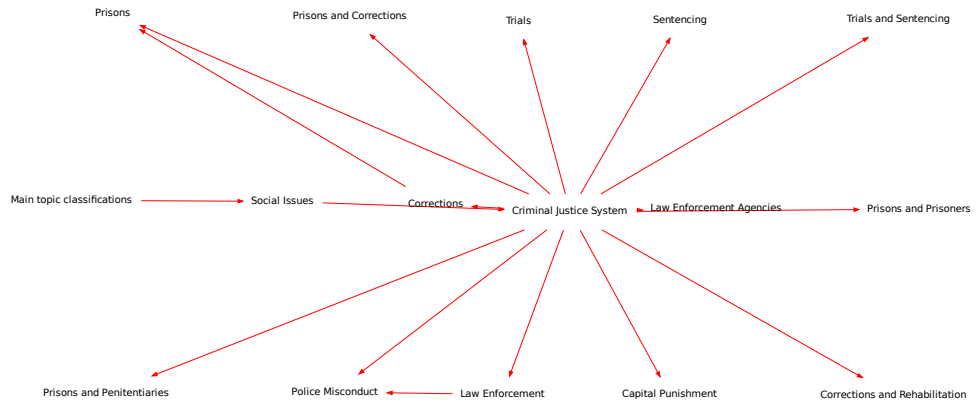 Prisons
Prisons and Corrections
Trials
Sentencing
Trials and Sentencing
Main topic classifications
Social Issues
Corrections
Criminal Justice System
Law Enforcement Agencies
Prisons and Prisoners
Prisons and Penitentiaries
Police Misconduct
Law Enforcement
Capital Punishment
Corrections and Rehabilitation